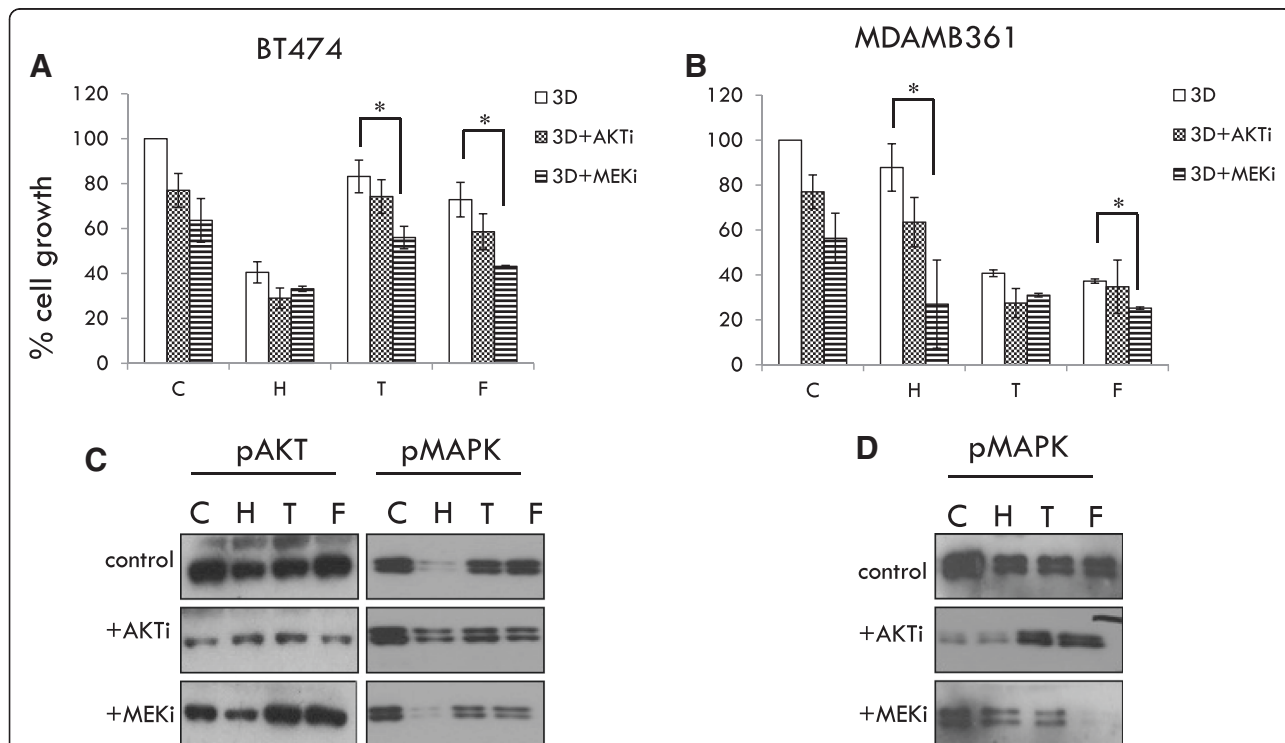 A
BT474
120
100
80
60
40
20
0
% cell growth
C H T F
* *
3D
3D+AKTi
3D+MEKi
B
MDAMB361
120
100
80
60
40
20
0
C H T F
* *
3D
3D+AKTi
3D+MEKi
C
pAKT pMAPK
C H T F C H T F
control
+AKTi
+MEKi
D
pMAPK
C H T F
control
+AKTi
+MEKi